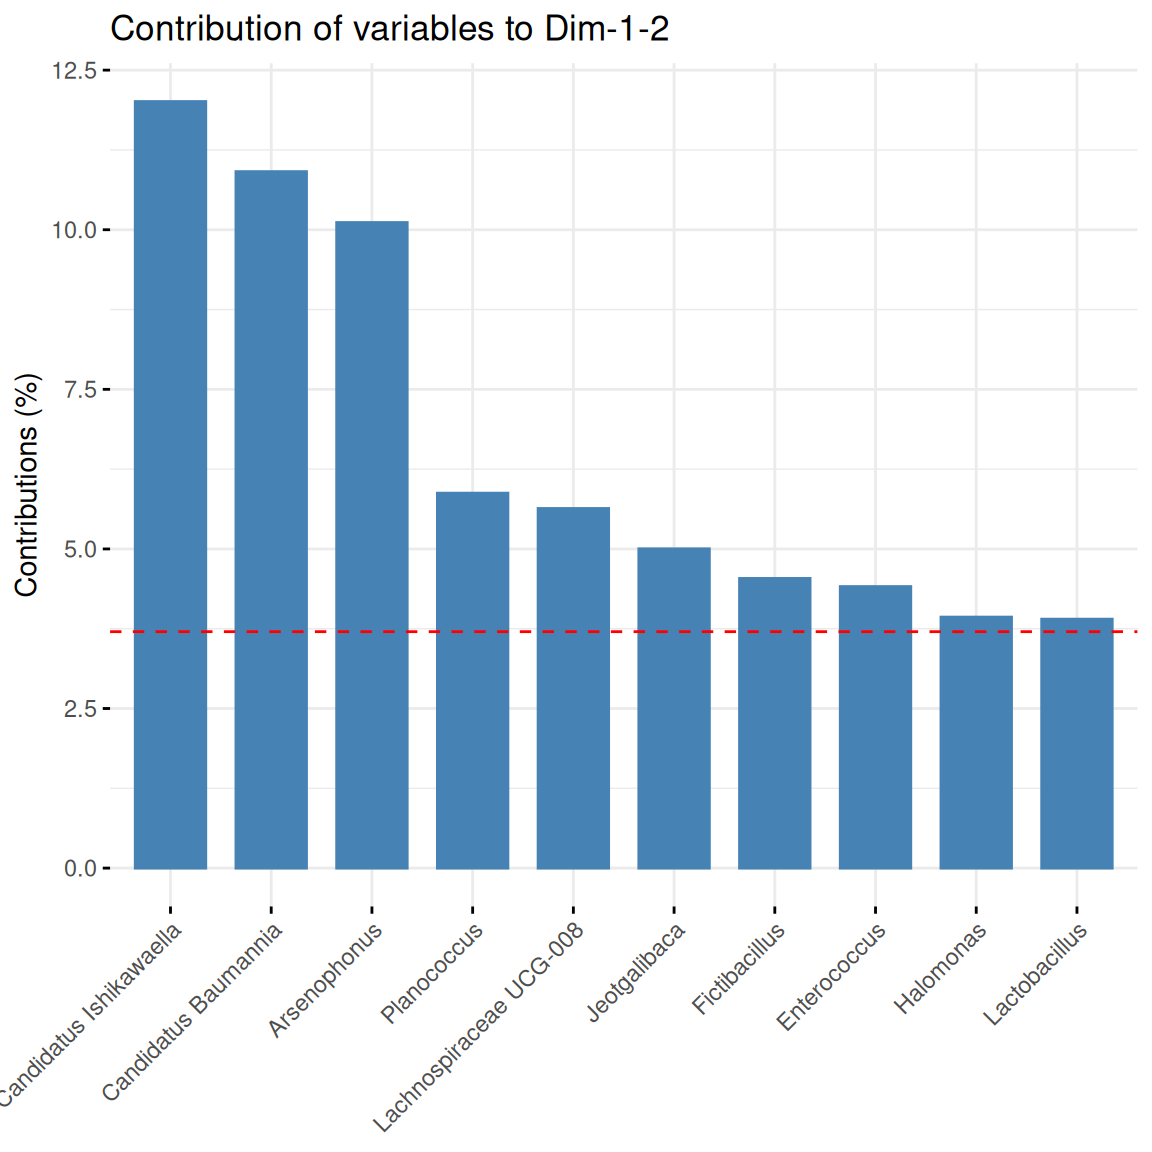 Contribution of variables to Dim-1-2
Contributions (%)
12.5
10.0
7.5
5.0
2.5
0.0
Candidatus Ishikawaella
Candidatus Baumannia
Arsenophonus
Planococcus
Lachnospiraceae UCG-008
Jeotgalibaca
Fictibacillus
Enterococcus
Halomonas
Lactobacillus